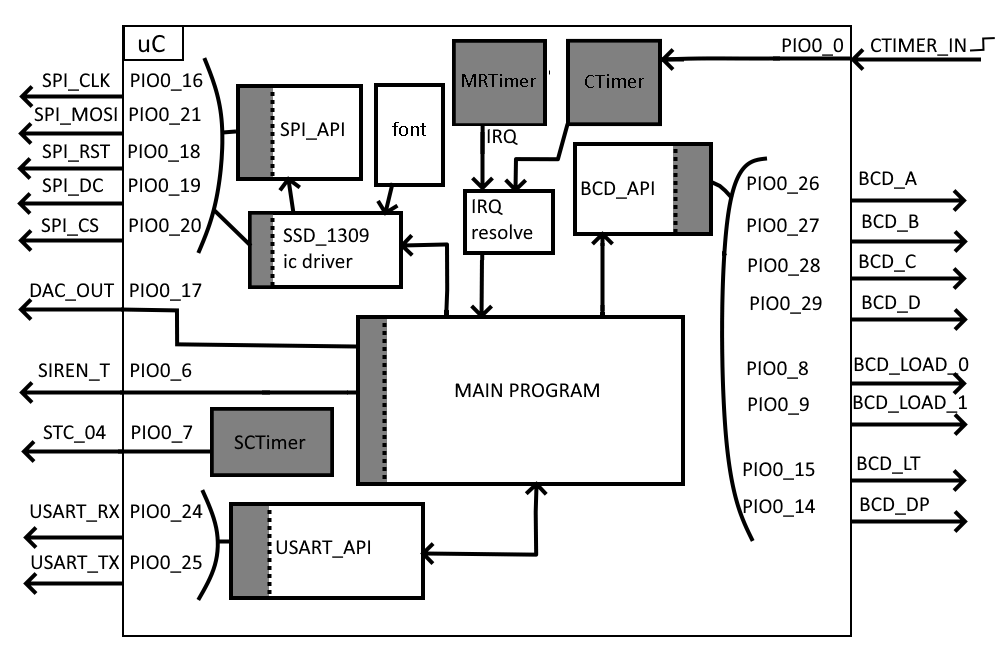 uC
PIO0_0 CTIMER_IN
SPI_CLK PIO0_16
SPI_MOSI PIO0_21
SPI_RST PIO0_18
SPI_DC PIO0_19
SPI_CS PIO0_20
DAC_OUT PIO0_17
SIREN_T PIO0_6
STC_04 PIO0_7
USART_RX PIO0_24
USART_TX PIO0_25
SPI_API
font
SSD_1309
ic driver
MRTimer
CTimer
IRQ
IRQ
resolve
BCD_API
MAIN PROGRAM
SCTimer
USART_API
PIO0_26 BCD_A
PIO0_27 BCD_B
PIO0_28 BCD_C
PIO0_29 BCD_D
PIO0_8 BCD_LOAD_0
PIO0_9 BCD_LOAD_1
PIO0_15 BCD_LT
PIO0_14 BCD_DP